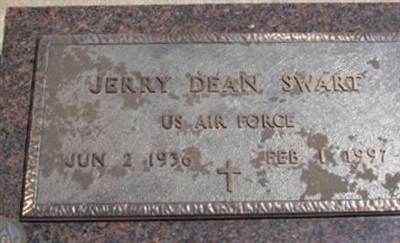 JERRY DEAN SWART
US AIR FORCE
JUN 2 1936 FEB 1 1997